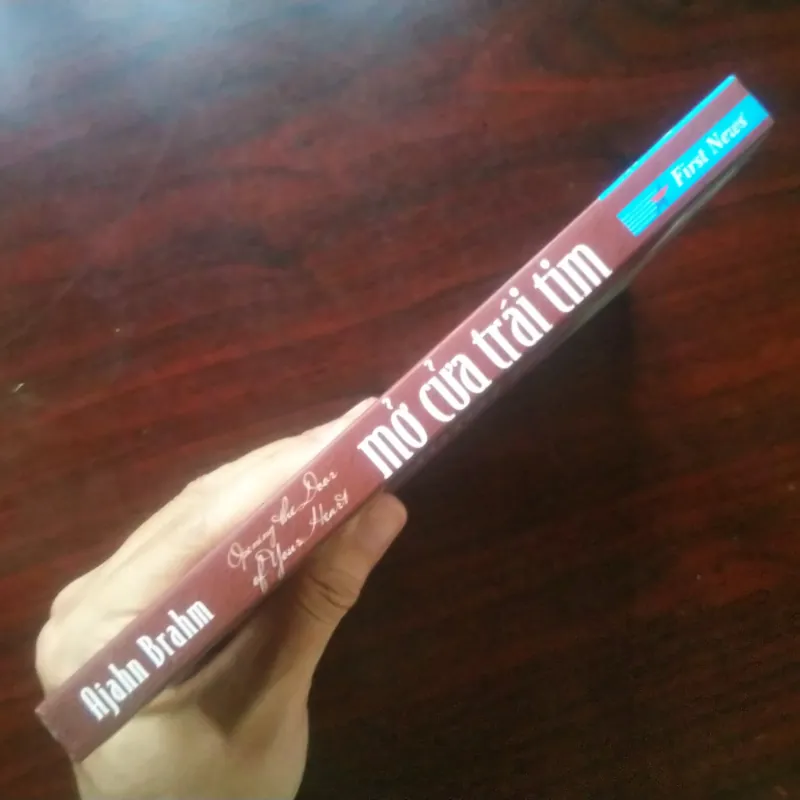 Ajahn Brahm
Opening the Door
of Your Heart
mở cửa trái tim
First News